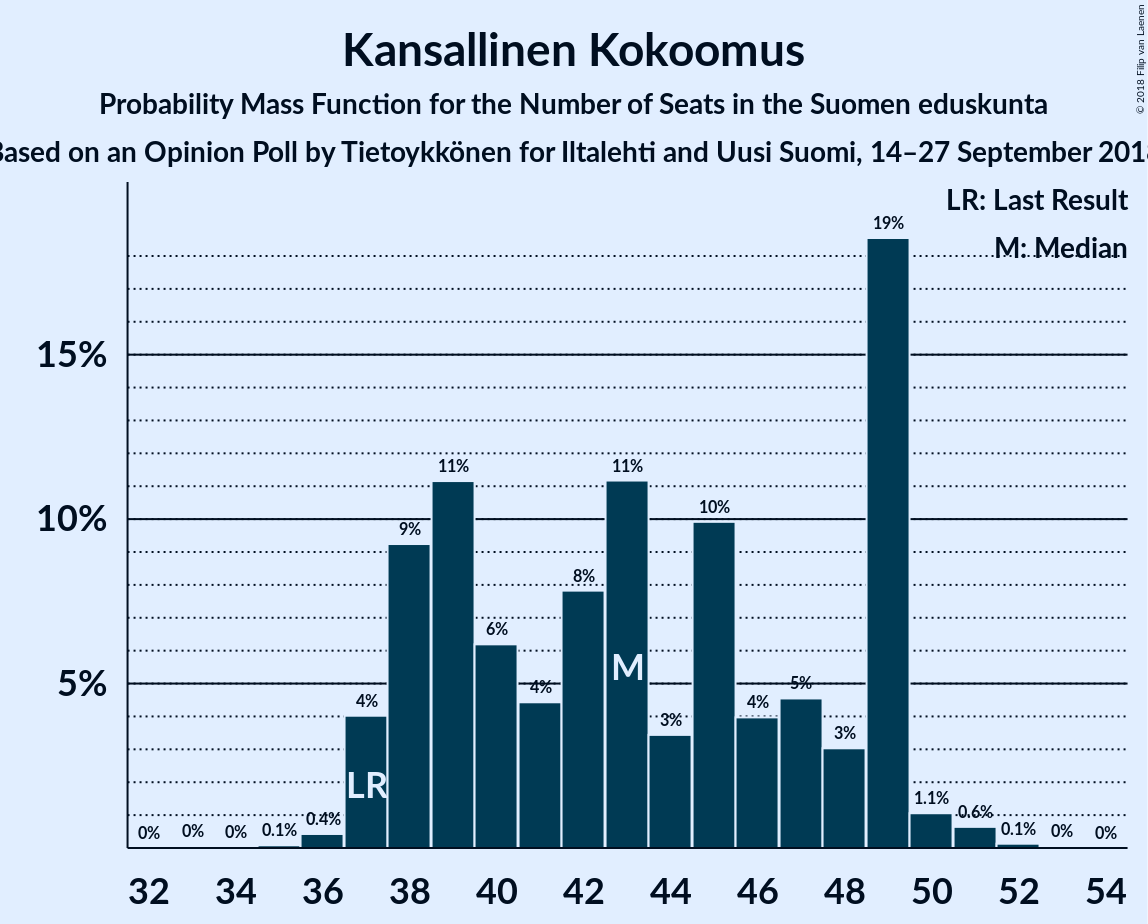 © 2018 Filip van Laenen
Kansallinen Kokoomus
Probability Mass Function for the Number of Seats in the Suomen eduskunta
Based on an Opinion Poll by Tietoykkönen for Iltalehti and Uusi Suomi, 14–27 September 2018
LR: Last Result
M: Median
15%
10%
5%
0% 0% 0% 0.1% 0.4% 4% 9% 11% 6% 4% 8% 11% 3% 10% 4% 5% 3% 19% 1.1% 0.6% 0.1% 0% 0%
LR M
32 34 36 38 40 42 44 46 48 50 52 54